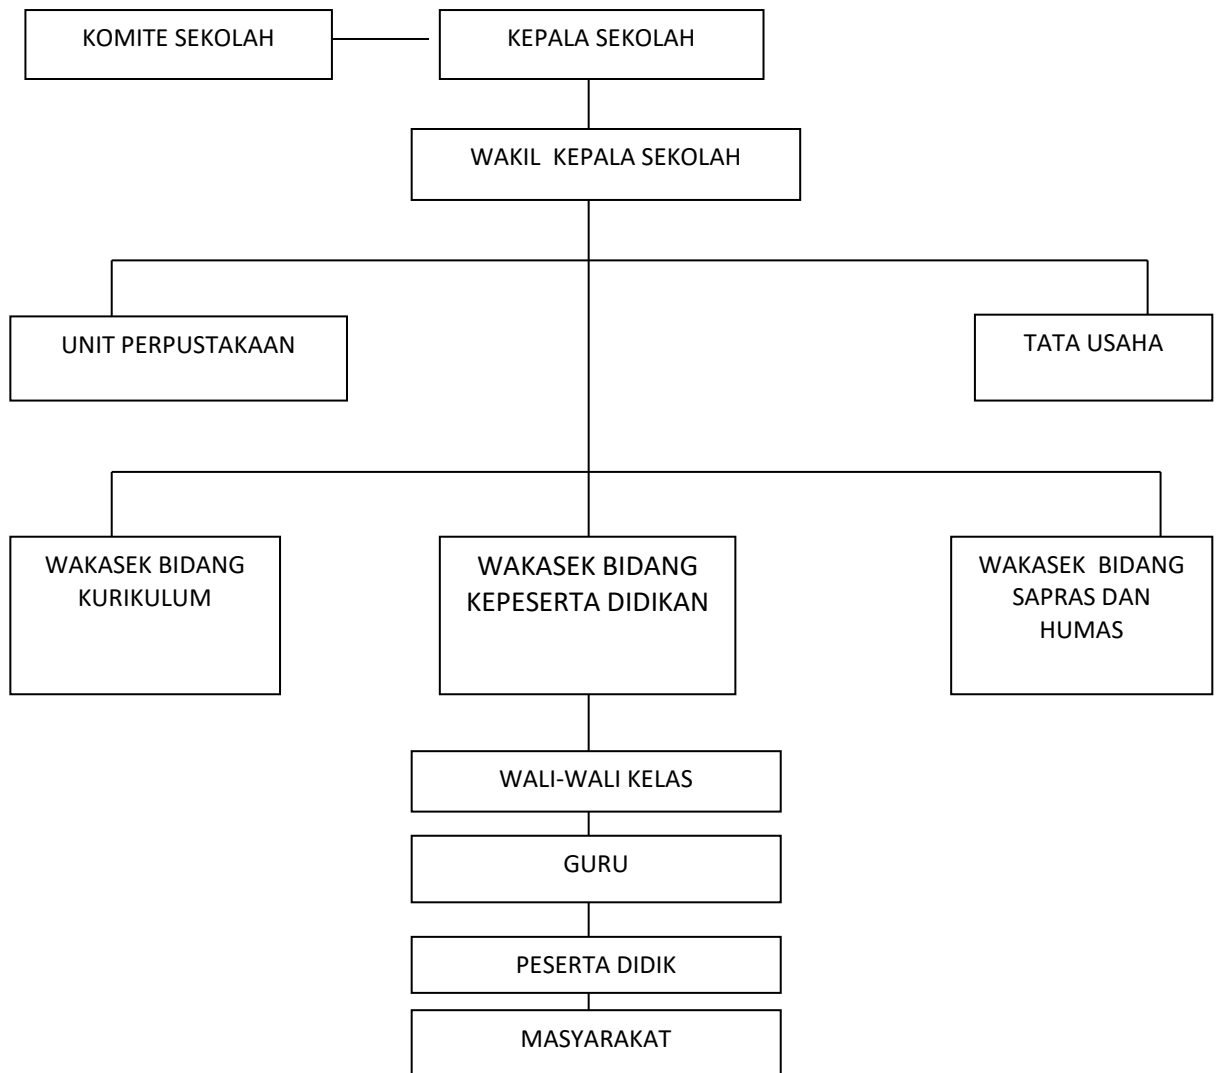 KOMITE SEKOLAH
KEPALA SEKOLAH
WAKIL  KEPALA SEKOLAH
UNIT PERPUSTAKAAN
TATA USAHA
WAKASEK BIDANG
KURIKULUM
WAKASEK BIDANG
KEPESERTA DIDIKAN
WAKASEK  BIDANG
SAPRAS DAN
HUMAS
WALI-WALI KELAS
GURU
PESERTA DIDIK
MASYARAKAT